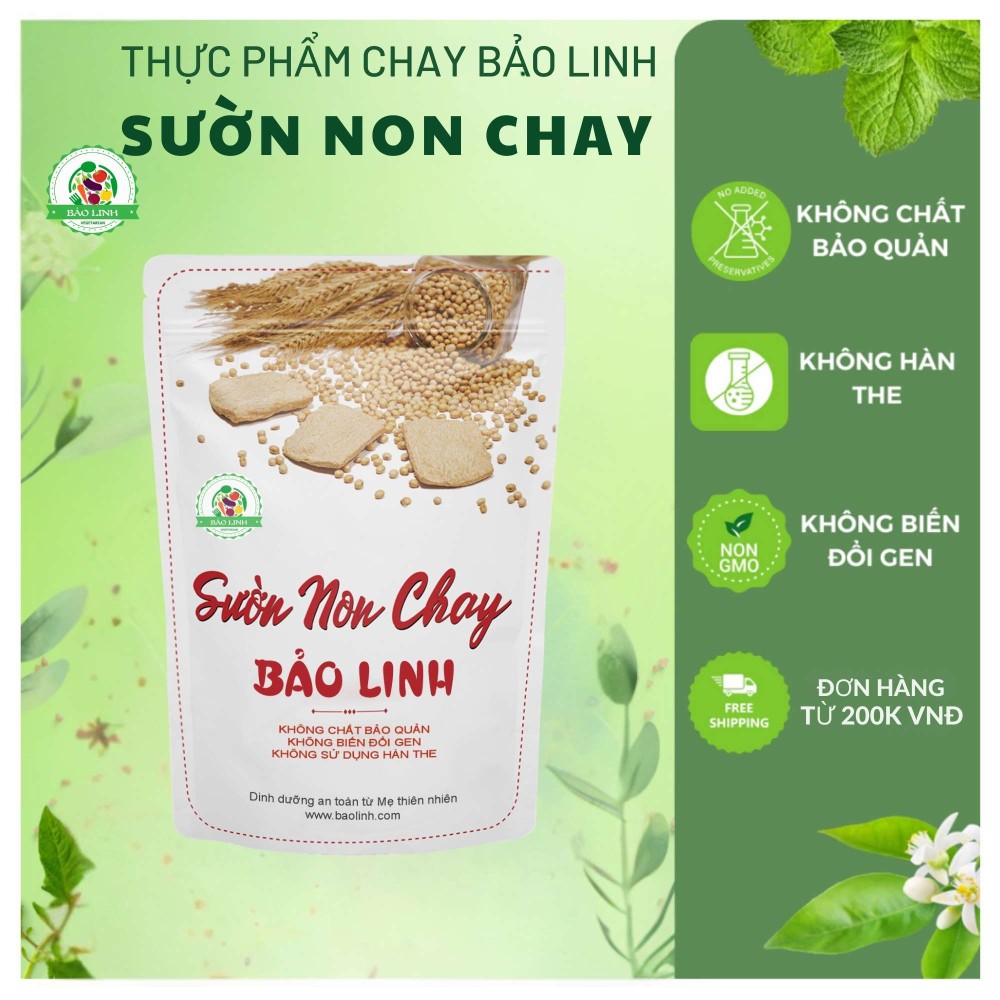 THỰC PHẨM CHAY BẢO LINH
SƯỜN NON CHAY
BẢO LINH
VEGETARIAN
NO ADDED
PRESERVATIVES
KHÔNG CHẤT
BẢO QUẢN
KHÔNG HÀN
THE
NON
GMO
KHÔNG BIẾN
ĐỔI GEN
FREE
SHIPPING
ĐƠN HÀNG
TỪ 200K VNĐ
BẢO LINH
Sườn Non Chay
BẢO LINH
KHÔNG CHẤT BẢO QUẢN
KHÔNG BIẾN ĐỔI GEN
KHÔNG SỬ DỤNG HÀN THE
Dinh dưỡng an toàn từ Mẹ thiên nhiên
www.baolinh.com